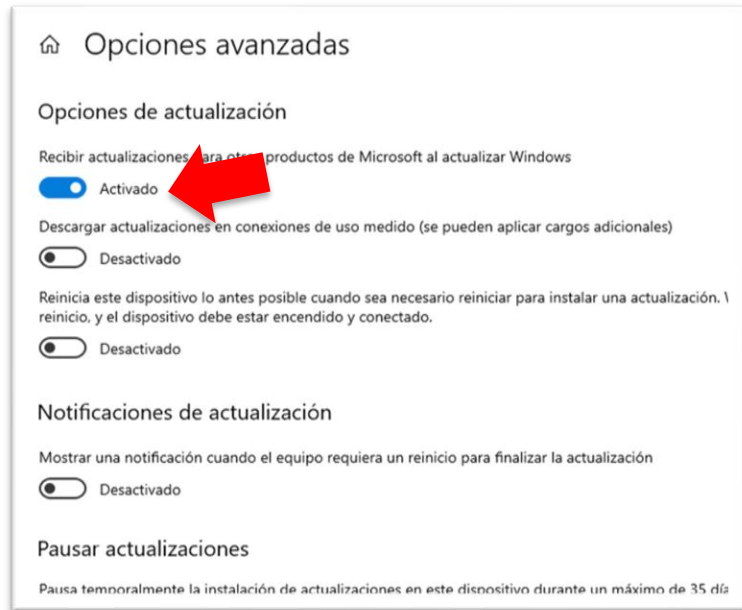 Opciones avanzadas
Opciones de actualización
Recibir actualizaciones para otros productos de Microsoft al actualizar Windows
Activado
Descargar actualizaciones en conexiones de uso medido (se pueden aplicar cargos adicionales)
Desactivado
Reinicia este dispositivo lo antes posible cuando sea necesario reiniciar para instalar una actualización.
reinicio, y el dispositivo debe estar encendido y conectado.
Desactivado
Notificaciones de actualización
Mostrar una notificación cuando el equipo requiera un reinicio para finalizar la actualización
Desactivado
Pausar actualizaciones
Pausa temporalmente la instalación de actualizaciones en este dispositivo durante un máximo de 35